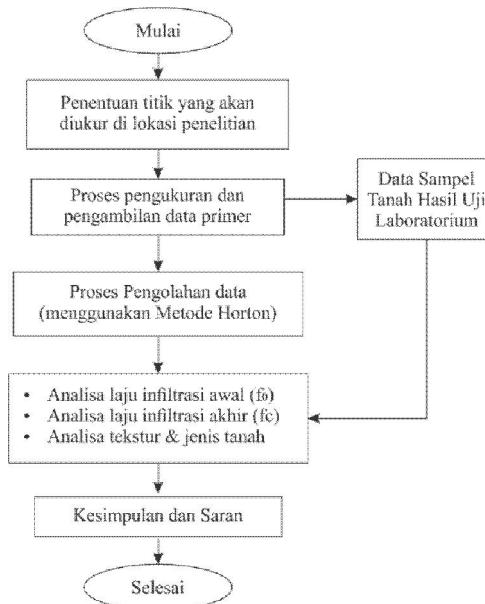 Mulai
Penentuan titik yang akan
diukur di lokasi penelitian
Proses pengukuran dan
pengambilan data primer
Data Sampel
Tanah Hasil Uji
Laboratorium
Proses Pengolahan data
(menggunakan Metode Horton)
• Analisa laju infiltrasi awal (fo)
• Analisa laju infiltrasi akhir (fc)
• Analisa tekstur & jenis tanah
Kesimpulan dan Saran
Selesai